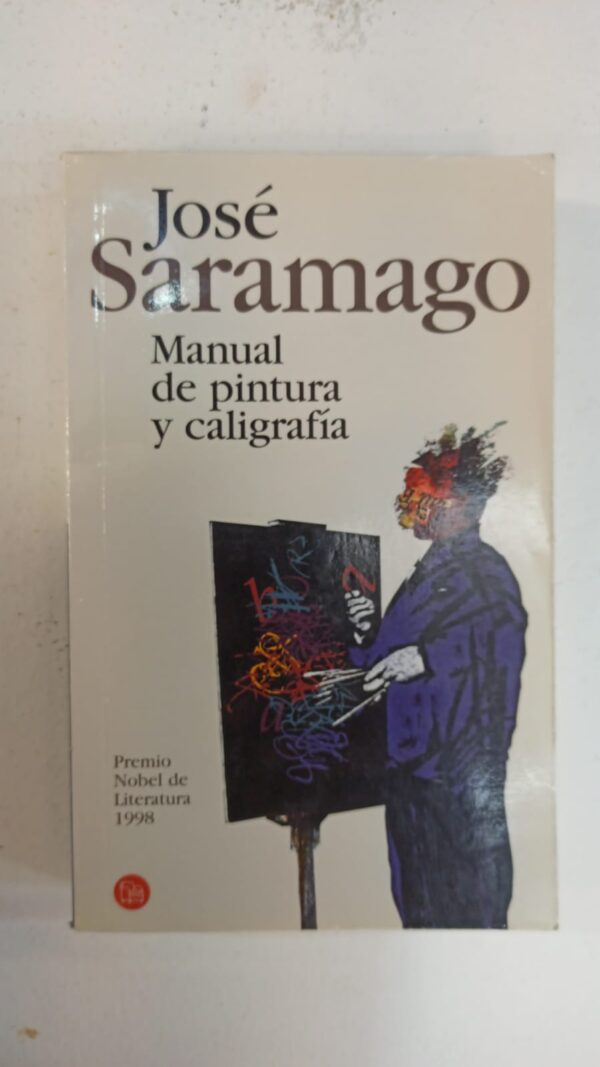 José
Saramago
Manual
de pintura
y caligrafía
Premio
Nobel de
Literatura
1998